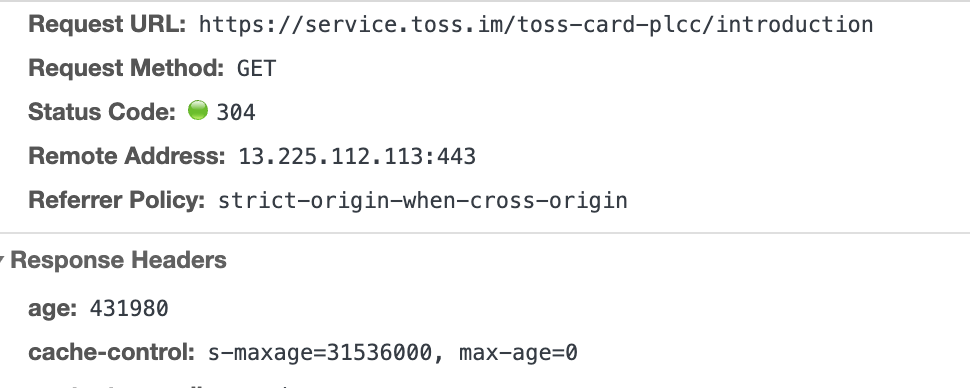 Request URL: https://service.toss.im/toss-card-plcc/introduction
Request Method: GET
Status Code: 304
Remote Address: 13.225.112.113:443
Referrer Policy: strict-origin-when-cross-origin
Response Headers
age: 431980
cache-control: s-maxage=31536000, max-age=0